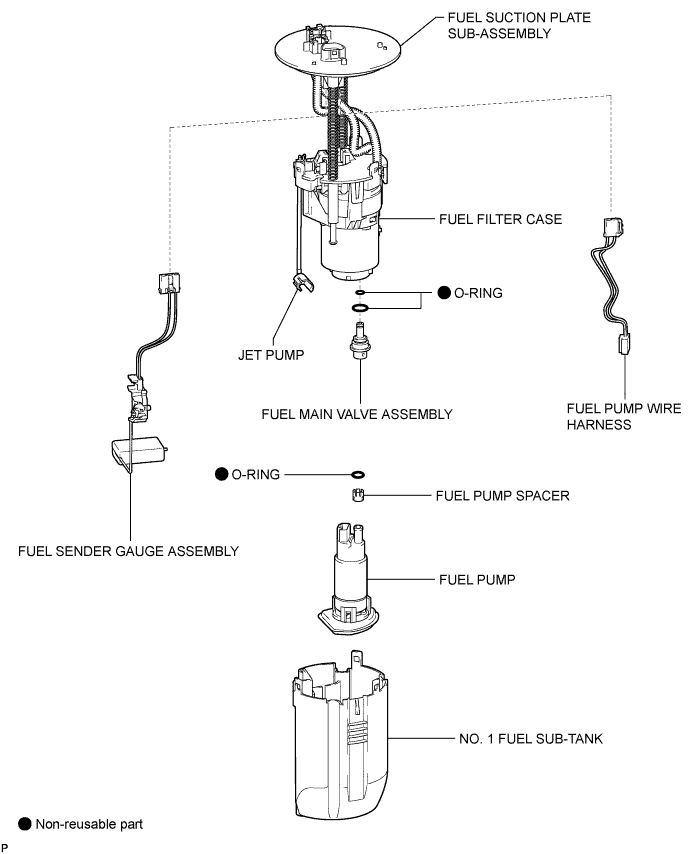 FUEL SUCTION PLATE
SUB-ASSEMBLY
FUEL FILTER CASE
● O-RING
JET PUMP
FUEL MAIN VALVE ASSEMBLY
FUEL PUMP WIRE
HARNESS
● O-RING
FUEL PUMP SPACER
FUEL SENDER GAUGE ASSEMBLY
FUEL PUMP
NO. 1 FUEL SUB-TANK
● Non-reusable part
P